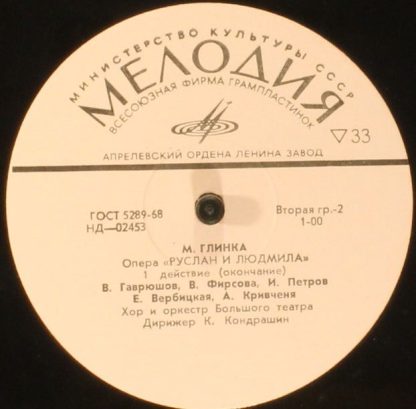 МИНИСТЕРСТВО КУЛЬТУРЫ СССР
МЕЛОДИЯ
ВСЕСОЮЗНАЯ ФИРМА ГРАМПЛАСТИНОК
▽33
АПРЕЛЕВСКИЙ ОРДЕНА ЛЕНИНА ЗАВОД
ГОСТ 5289-68
НД—02453
Вторая гр.-2
1-00
М. ГЛИНКА
Опера «РУСЛАН И ЛЮДМИЛА»
1 действие (окончание)
В. Гаврюшов, В. Фирсова, И. Петров
Е. Вербицкая, А. Кривченя
Хор и оркестр Большого театра
Дирижер К. Кондрашин